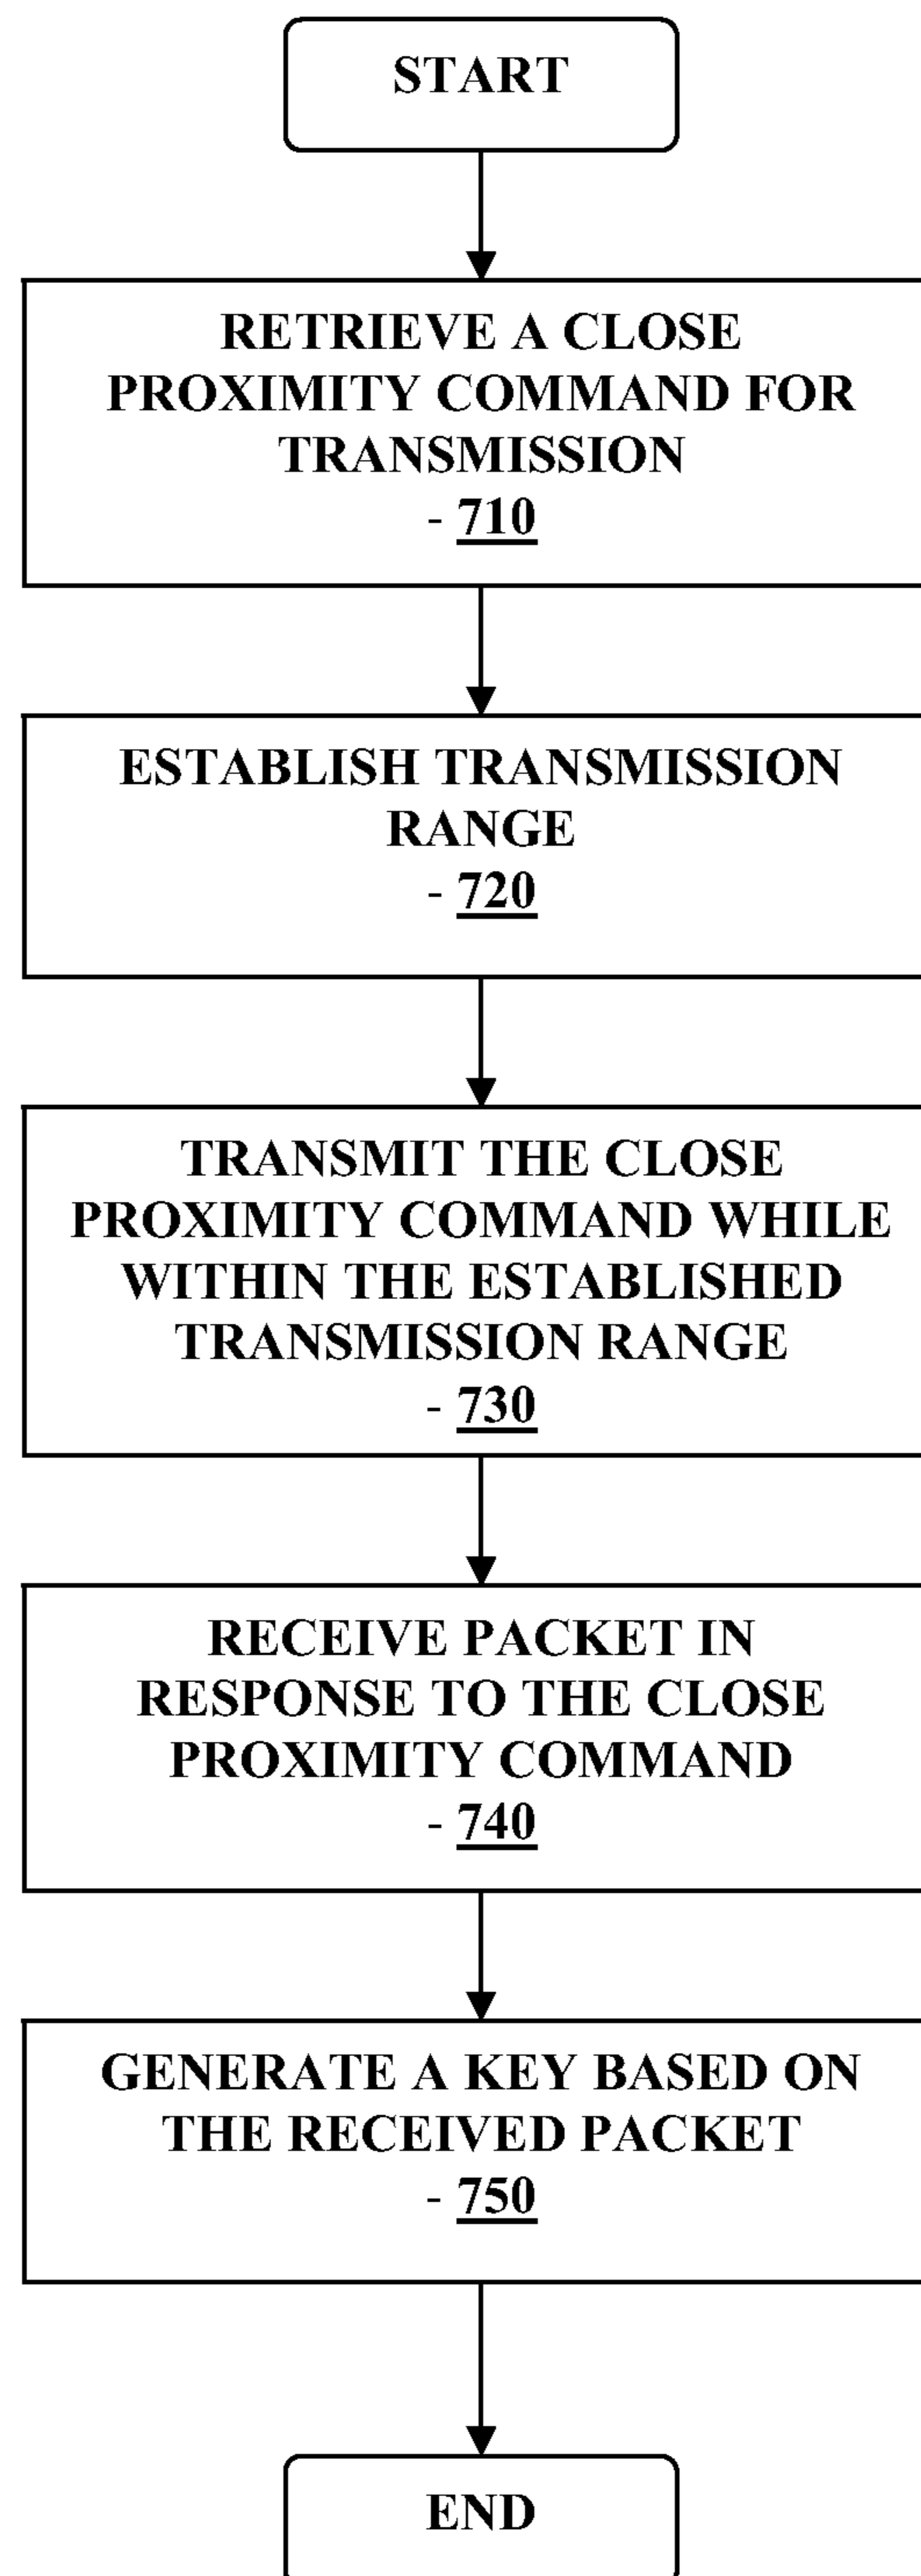 START
RETRIEVE A CLOSE
PROXIMITY COMMAND FOR
TRANSMISSION
- 710
ESTABLISH TRANSMISSION
RANGE
- 720
TRANSMIT THE CLOSE
PROXIMITY COMMAND WHILE
WITHIN THE ESTABLISHED
TRANSMISSION RANGE
- 730
RECEIVE PACKET IN
RESPONSE TO THE CLOSE
PROXIMITY COMMAND
- 740
GENERATE A KEY BASED ON
THE RECEIVED PACKET
- 750
END